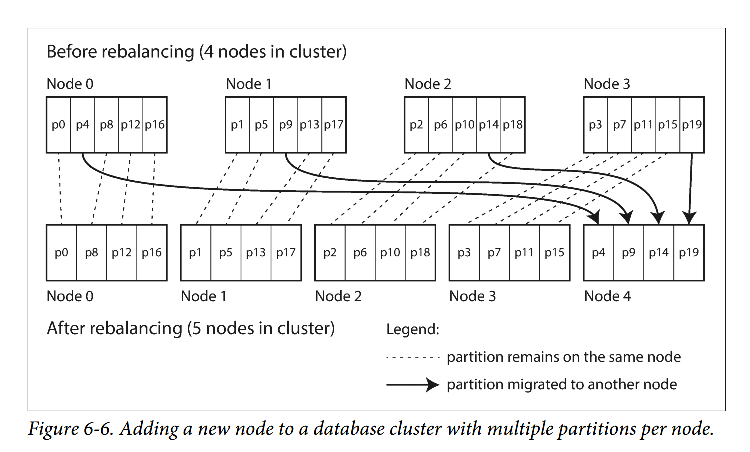 Before rebalancing (4 nodes in cluster)
Node 0 Node 1 Node 2 Node 3
p0 p4 p8 p12 p16 p1 p5 p9 p13 p17 p2 p6 p10 p14 p18 p3 p7 p11 p15 p19
p0 p8 p12 p16 p1 p5 p13 p17 p2 p6 p10 p18 p3 p7 p11 p15 p4 p9 p14 p19
Node 0 Node 1 Node 2 Node 3 Node 4
After rebalancing (5 nodes in cluster)
Legend:
partition remains on the same node
partition migrated to another node
Figure 6-6. Adding a new node to a database cluster with multiple partitions per node.